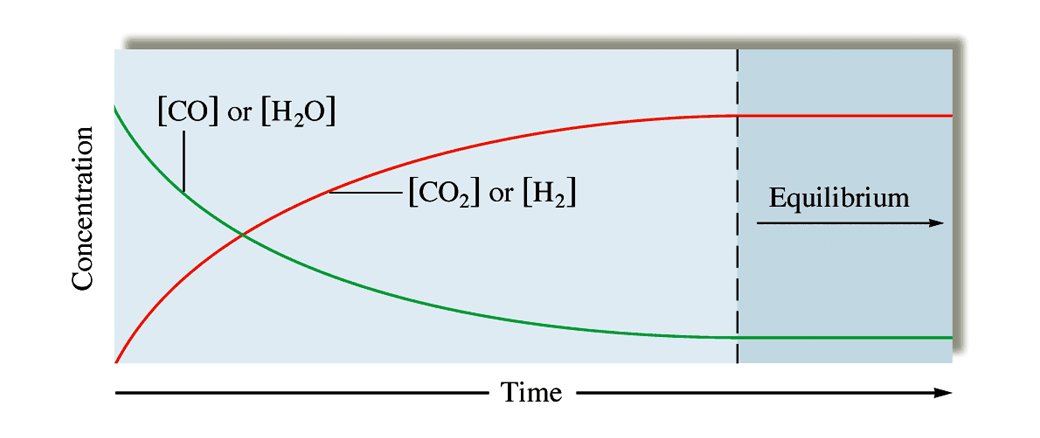 [CO] or [H₂O]
[CO₂] or [H₂]
Equilibrium
Concentration
Time